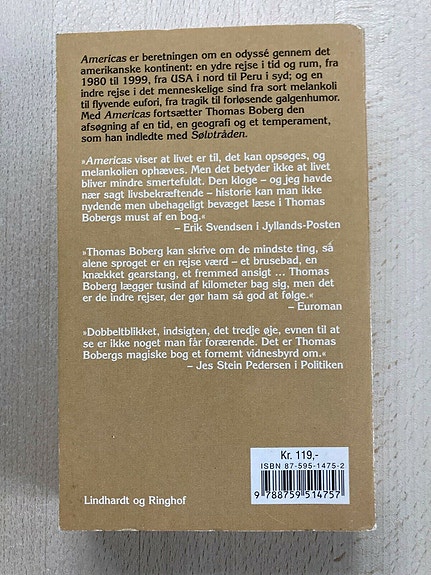 Americas er beretningen om en odyssé gennem det
amerikanske kontinent: en ydre rejse i tid og rum, fra
1980 til 1999, fra USA i nord til Peru i syd; og en
indre rejse i det menneskelige sind fra sort melankoli
til flyvende eufori, fra tragik til forløsende galgenhumor.
Med Americas fortsætter Thomas Boberg den
afsøgning af en tid, en geografi og et temperament,
som han indledte med Sølvtråden.
»Americas viser at livet er til, det kan opsøges, og
melankolien ophæves. Men det betyder ikke at livet
bliver mindre smertefuldt. Den kloge – og jeg havde
nær sagt livsbekræftende – historie kan man ikke
nydende men ubehageligt bevæget læse i Thomas
Bobergs must af en bog.«
– Erik Svendsen i Jyllands-Posten
»Thomas Boberg kan skrive om de mindste ting, så
alene sproget er en rejse værd – et brusebad, en
knækket gearstang, et fremmed ansigt ... Thomas
Boberg lægger tusind af kilometer bag sig, men det
er de indre rejser, der gør ham så god at følge.«
– Euroman
»Dobbeltblikket, indsigten, det tredje øje, evnen til at
se er ikke noget man får forærende. Det er Thomas
Bobergs magiske bog et fornemt vidnesbyrd om.«
– Jes Stein Pedersen i Politiken
Kr. 119,-
ISBN 87-595-1475-2
9 788759 514757
Lindhardt og Ringhof